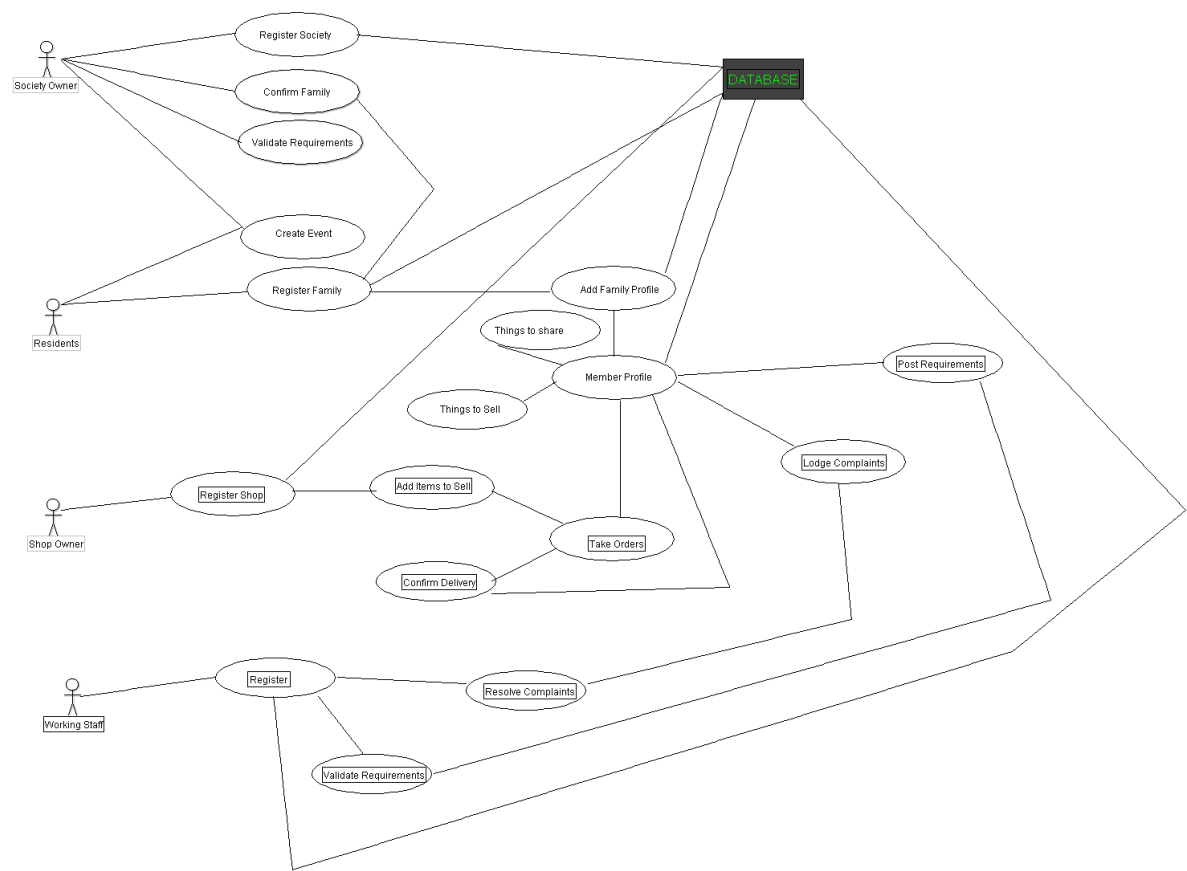 Register Society
Society Owner
DATABASE
Confirm Family
Validate Requirements
Create Event
Register Family
Add Family Profile
Residents
Things to share
Post Requirements
Member Profile
Things to Sell
Lodge Complaints
Register Shop
Add Items to Sell
Shop Owner
Take Orders
Confirm Delivery
Register
Resolve Complaints
Working Staff
Validate Requirements